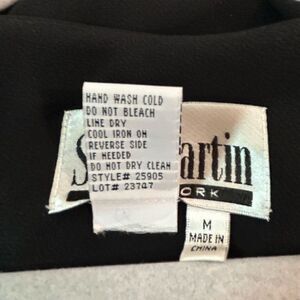 HAND WASH COLD
DO NOT BLEACH
LINE DRY
COOL IRON ON
REVERSE SIDE
IF NEEDED
DO NOT DRY CLEAN
STYLE# 25905
LOT# 23747
S artin
ORK
M
MADE IN
CHINA